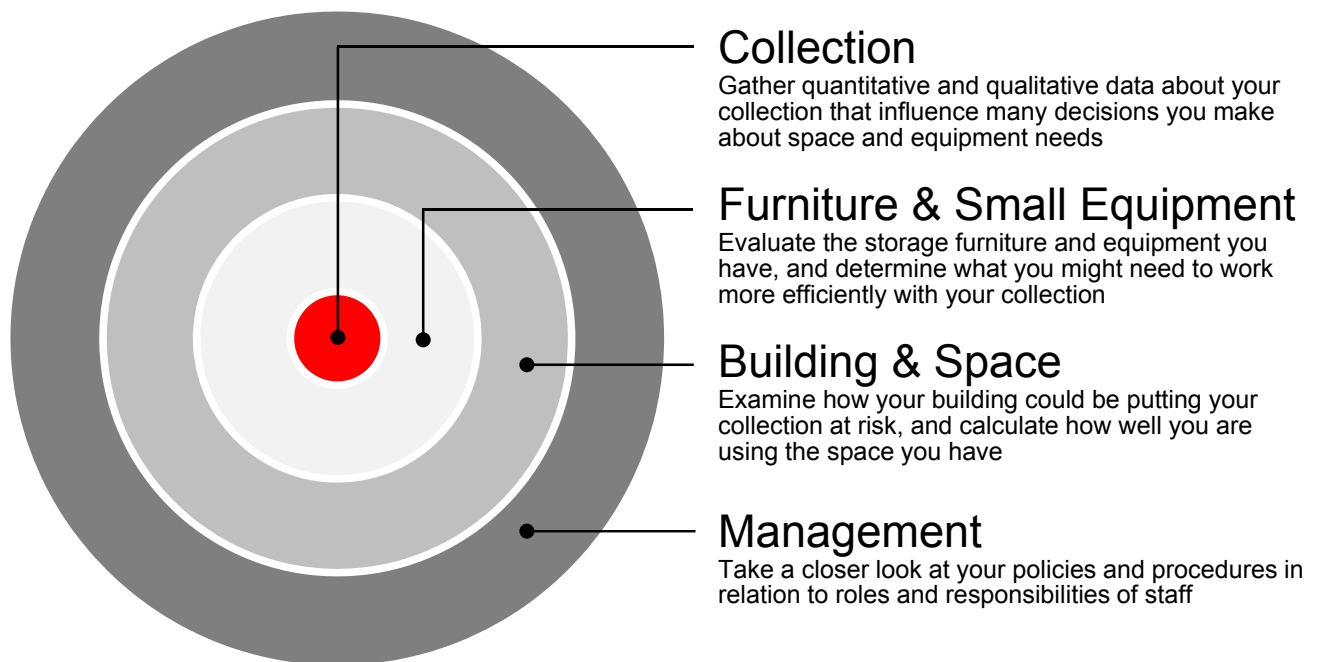 Collection
Gather quantitative and qualitative data about your
collection that influence many decisions you make
about space and equipment needs
Furniture & Small Equipment
Evaluate the storage furniture and equipment you
have, and determine what you might need to work
more efficiently with your collection
Building & Space
Examine how your building could be putting your
collection at risk, and calculate how well you are
using the space you have
Management
Take a closer look at your policies and procedures in
relation to roles and responsibilities of staff